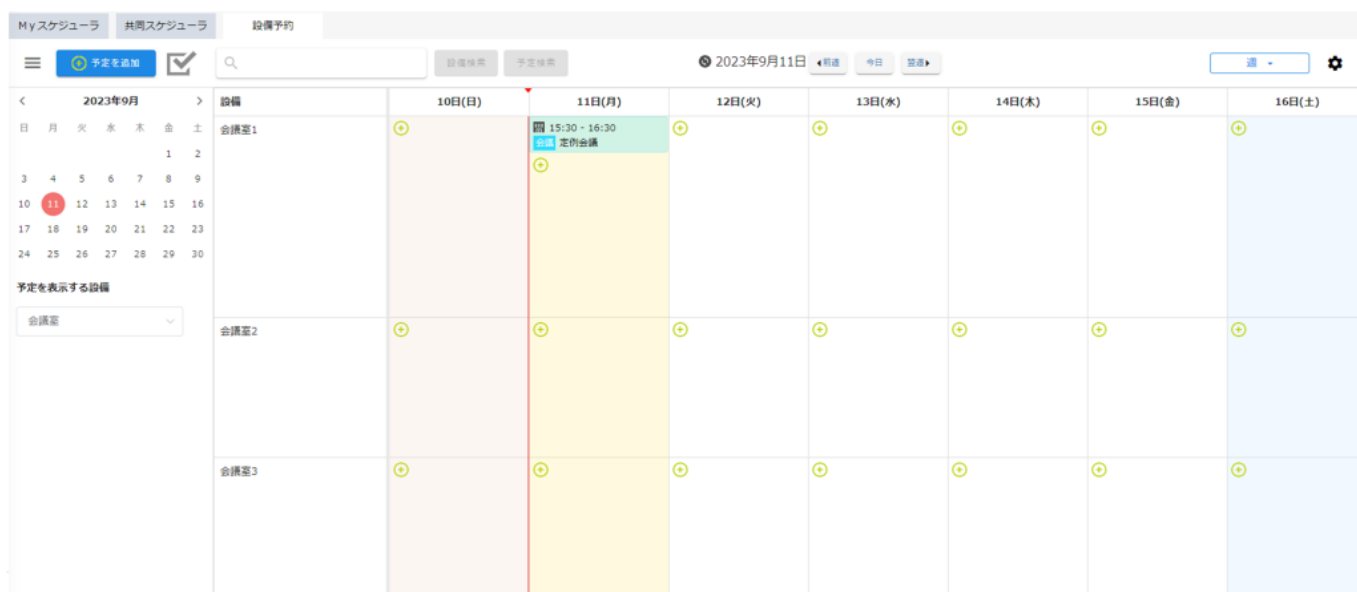 Myスケジューラ 共同スケジューラ 設備予約
予定を追加 設備検索 予定検索 2023年9月11日 前週 今日 翌週 週
2023年9月
日 月 火 水 木 金 土
1 2
3 4 5 6 7 8 9
10 11 12 13 14 15 16
17 18 19 20 21 22 23
24 25 26 27 28 29 30
予定を表示する設備
会議室
設備 10日(日) 11日(月) 12日(火) 13日(水) 14日(木) 15日(金) 16日(土)
会議室1 15:30 - 16:30
会議 定例会議
会議室2
会議室3